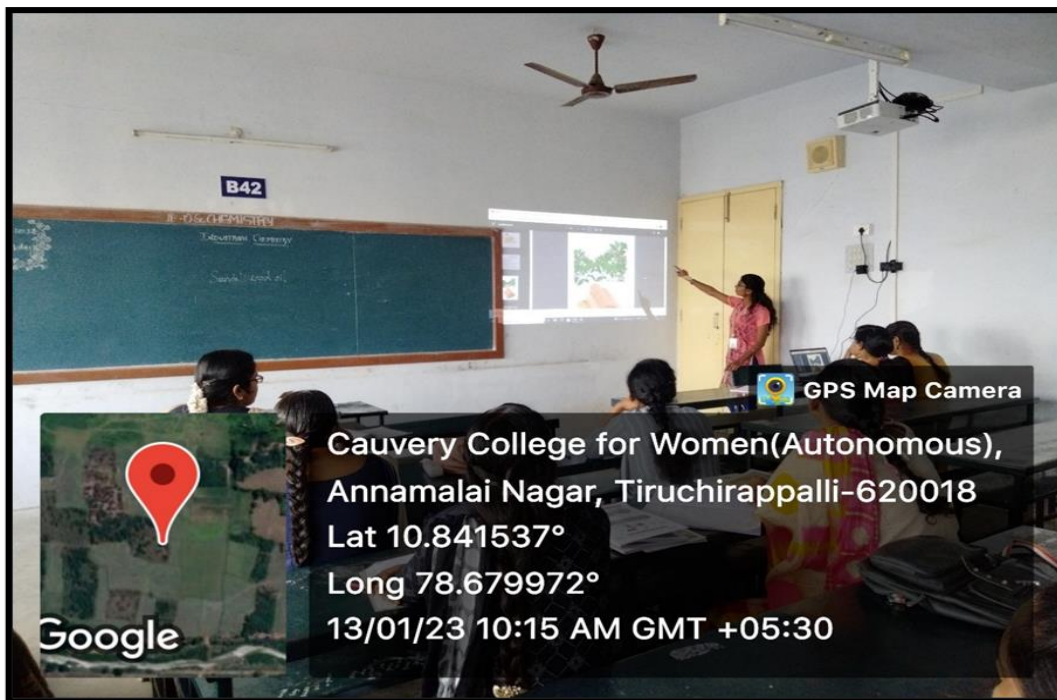 B42
CHEMISTRY
GPS Map Camera
Cauvery College for Women(Autonomous),
Annamalai Nagar, Tiruchirappalli-620018
Lat 10.841537°
Long 78.679972°
13/01/23 10:15 AM GMT +05:30
Google